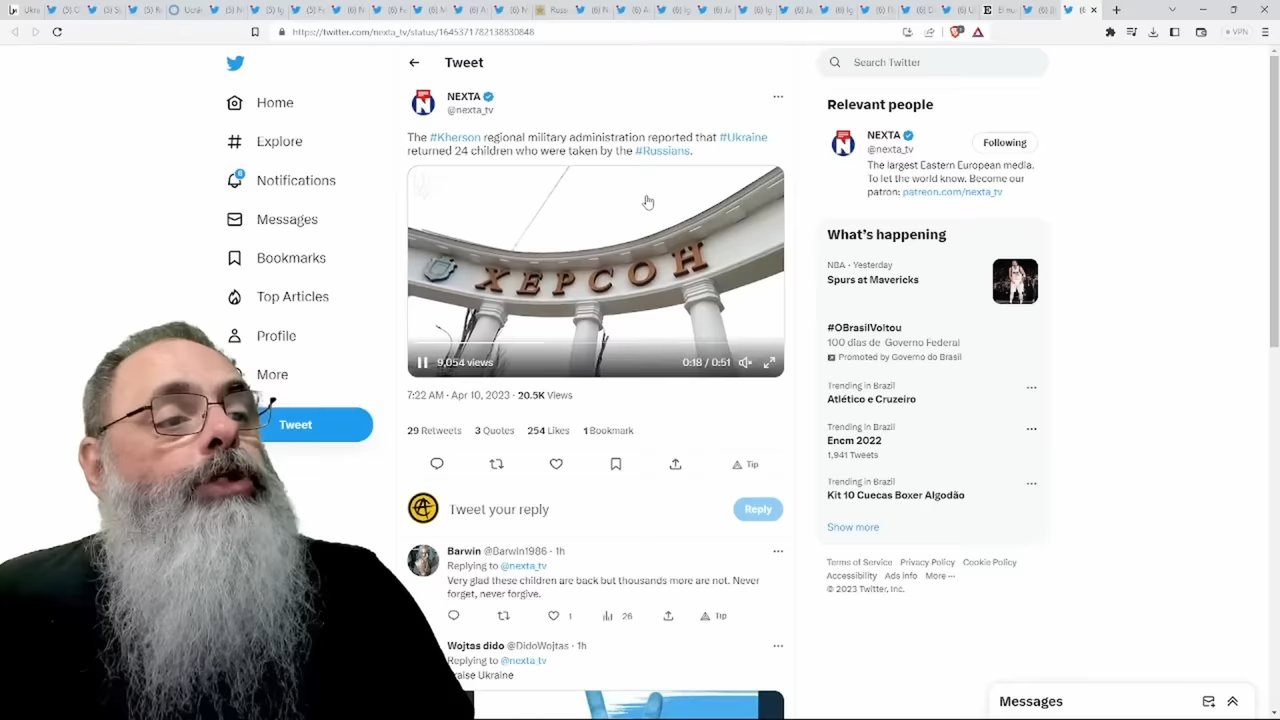 https://twitter.com/nexta_tv/status/1645371782138830848
VPN
Home
Explore
6
Notifications
Messages
Bookmarks
Top Articles
Profile
More
Tweet
Tweet
NEXTA
@nexta_tv
The #Kherson regional military administration reported that #Ukraine
returned 24 children who were taken by the #Russians.
ХЕРСОН
9,054 views
0:18 / 0:51
7:22 AM · Apr 10, 2023 · 20.5K Views
29 Retweets 3 Quotes 254 Likes 1 Bookmark
Tip
Tweet your reply
Reply
Barwin @Barwin1986 · 1h
Replying to @nexta_tv
Very glad these children are back but thousands more are not. Never
forget, never forgive.
1
26
Tip
Wojtas dido @DidoWojtas · 1h
Replying to @nexta_tv
raise Ukraine
Search Twitter
Relevant people
NEXTA
@nexta_tv
Following
The largest Eastern European media.
To let the world know. Become our
patron: patreon.com/nexta_tv
What's happening
NBA · Yesterday
Spurs at Mavericks
#OBrasilVoltou
100 dias de Governo Federal
Promoted by Governo do Brasil
Trending in Brazil
Atlético e Cruzeiro
Trending in Brazil
Enem 2022
1,941 Tweets
Trending in Brazil
Kit 10 Cuecas Boxer Algodão
Show more
Terms of Service Privacy Policy Cookie Policy
Accessibility Ads info More ···
© 2023 Twitter, Inc.
Messages